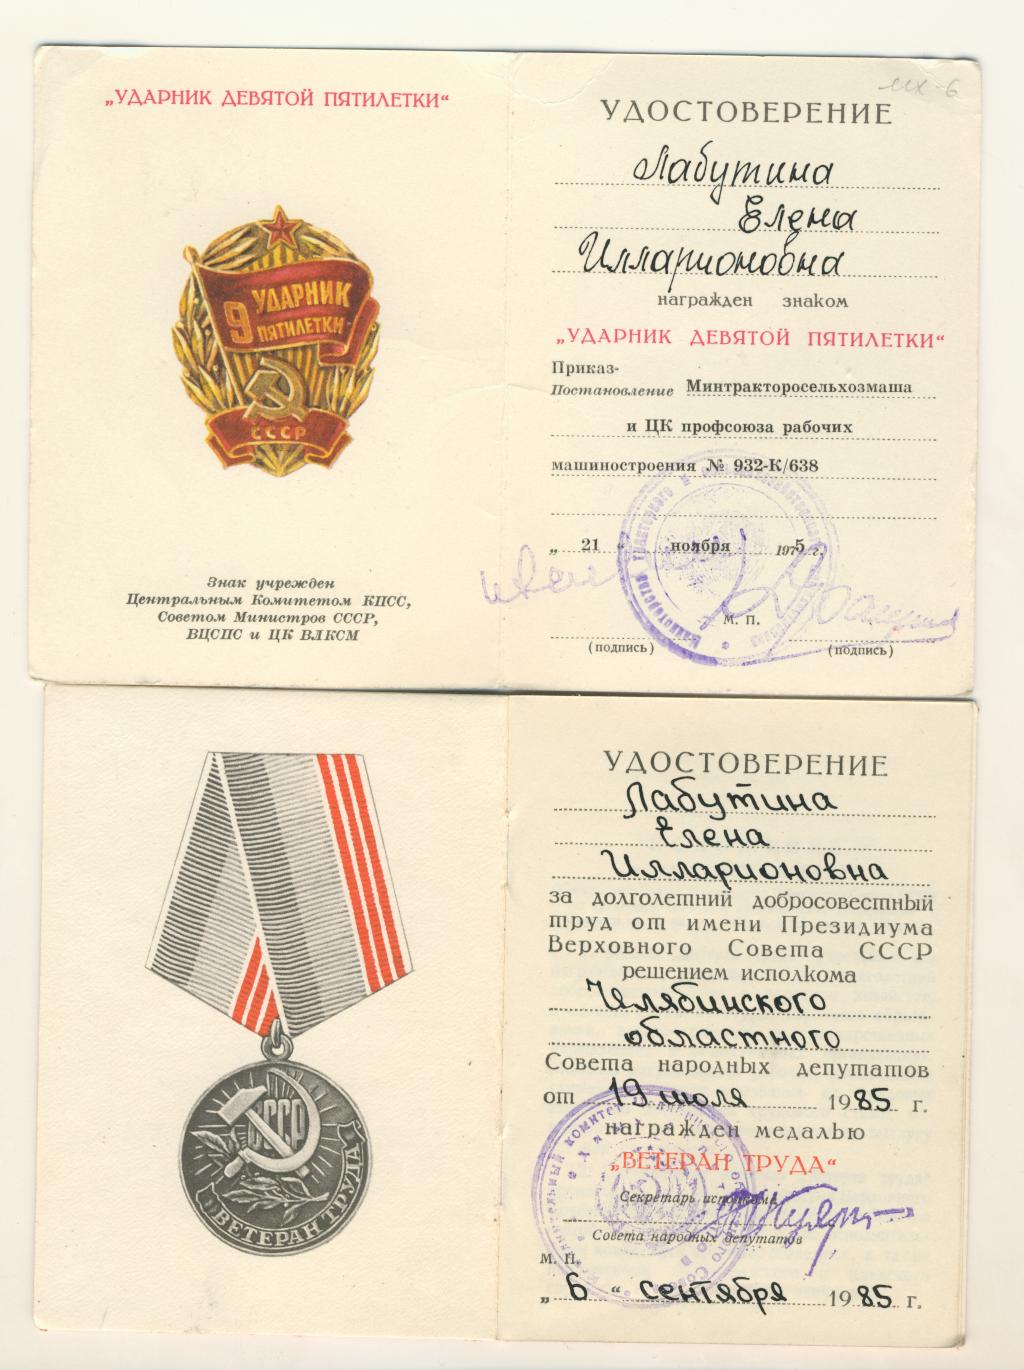 „УДАРНИК ДЕВЯТОЙ ПЯТИЛЕТКИ“
9 УДАРНИК
ПЯТИЛЕТКИ
СССР
Знак учрежден
Центральным Комитетом КПСС,
Советом Министров СССР,
ВЦСПС и ЦК ВЛКСМ
УДОСТОВЕРЕНИЕ
Лабутина
Елена
Илларионовна
награжден знаком
„УДАРНИК ДЕВЯТОЙ ПЯТИЛЕТКИ“
Приказ-
Постановление Минтракторосельхозмаша
и ЦК профсоюза рабочих
машиностроения № 932-К/638
„ 21 “ ноября 1975 г.
М. П.
(подпись) (подпись)
СССР
ВЕТЕРАН ТРУДА
УДОСТОВЕРЕНИЕ
Лабутина
Елена
Илларионовна
за долголетний добросовестный
труд от имени Президиума
Верховного Совета СССР
решением исполкома
Челябинского
областного
Совета народных депутатов
от 19 июля 1985 г.
награжден медалью
„ВЕТЕРАН ТРУДА“
Секретарь исполкома
Совета народных депутатов
М. П.
„ 6 “ сентября 1985 г.